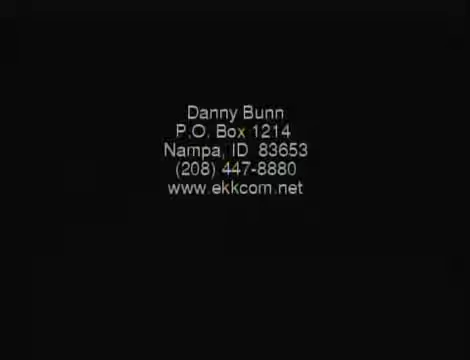 Danny Bunn
P.O. Box 1214
Nampa, ID 83653
(208) 447-8880
www.ekkcom.net